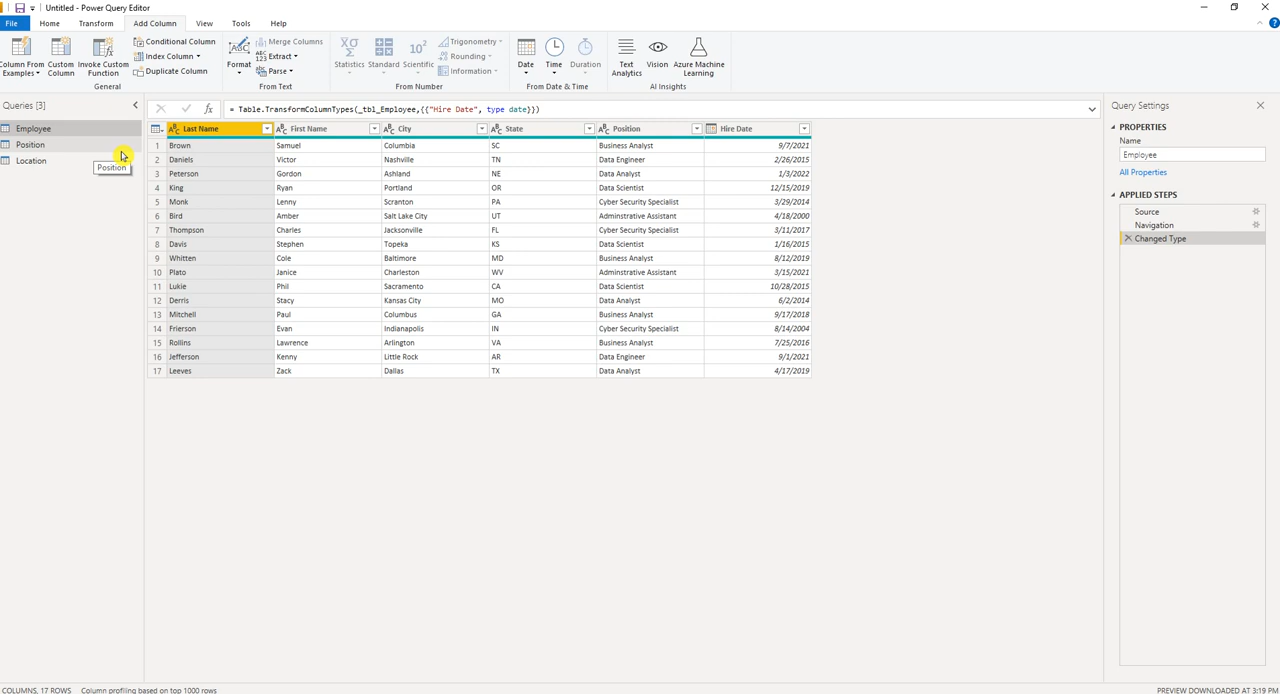 Untitled - Power Query Editor
File Home Transform Add Column View Tools Help
Column From Examples
Custom Column
Invoke Custom Function
Conditional Column
Index Column
Duplicate Column
General
Format
ABC
123
Merge Columns
Extract
Parse
From Text
Statistics
Standard
10²
Scientific
Trigonometry
Rounding
Information
From Number
Date
Time
Duration
From Date & Time
Text Analytics
Vision
Azure Machine Learning
AI Insights
Queries [3]
Employee
Position
Location
Position
= Table.TransformColumnTypes(_tbl_Employee,{{"Hire Date", type date}})
Last Name First Name City State Position Hire Date
1 Brown Samuel Columbia SC Business Analyst 9/7/2021
2 Daniels Victor Nashville TN Data Engineer 2/26/2015
3 Peterson Gordon Ashland NE Data Analyst 1/3/2022
4 King Ryan Portland OR Data Scientist 12/15/2019
5 Monk Lenny Scranton PA Cyber Security Specialist 3/29/2014
6 Bird Amber Salt Lake City UT Adminstrative Assistant 4/18/2000
7 Thompson Charles Jacksonville FL Cyber Security Specialist 3/11/2017
8 Davis Stephen Topeka KS Data Scientist 1/16/2015
9 Whitten Cole Baltimore MD Business Analyst 8/12/2019
10 Plato Janice Charleston WV Adminstrative Assistant 3/15/2021
11 Lukie Phil Sacramento CA Data Scientist 10/28/2015
12 Derris Stacy Kansas City MO Data Analyst 6/2/2014
13 Mitchell Paul Columbus GA Business Analyst 9/17/2018
14 Frierson Evan Indianapolis IN Cyber Security Specialist 8/14/2004
15 Rollins Lawrence Arlington VA Business Analyst 7/25/2016
16 Jefferson Kenny Little Rock AR Data Engineer 9/1/2021
17 Leeves Zack Dallas TX Data Analyst 4/17/2019
Query Settings
PROPERTIES
Name
Employee
All Properties
APPLIED STEPS
Source
Navigation
Changed Type
COLUMNS, 17 ROWS Column profiling based on top 1000 rows
PREVIEW DOWNLOADED AT 3:19 PM